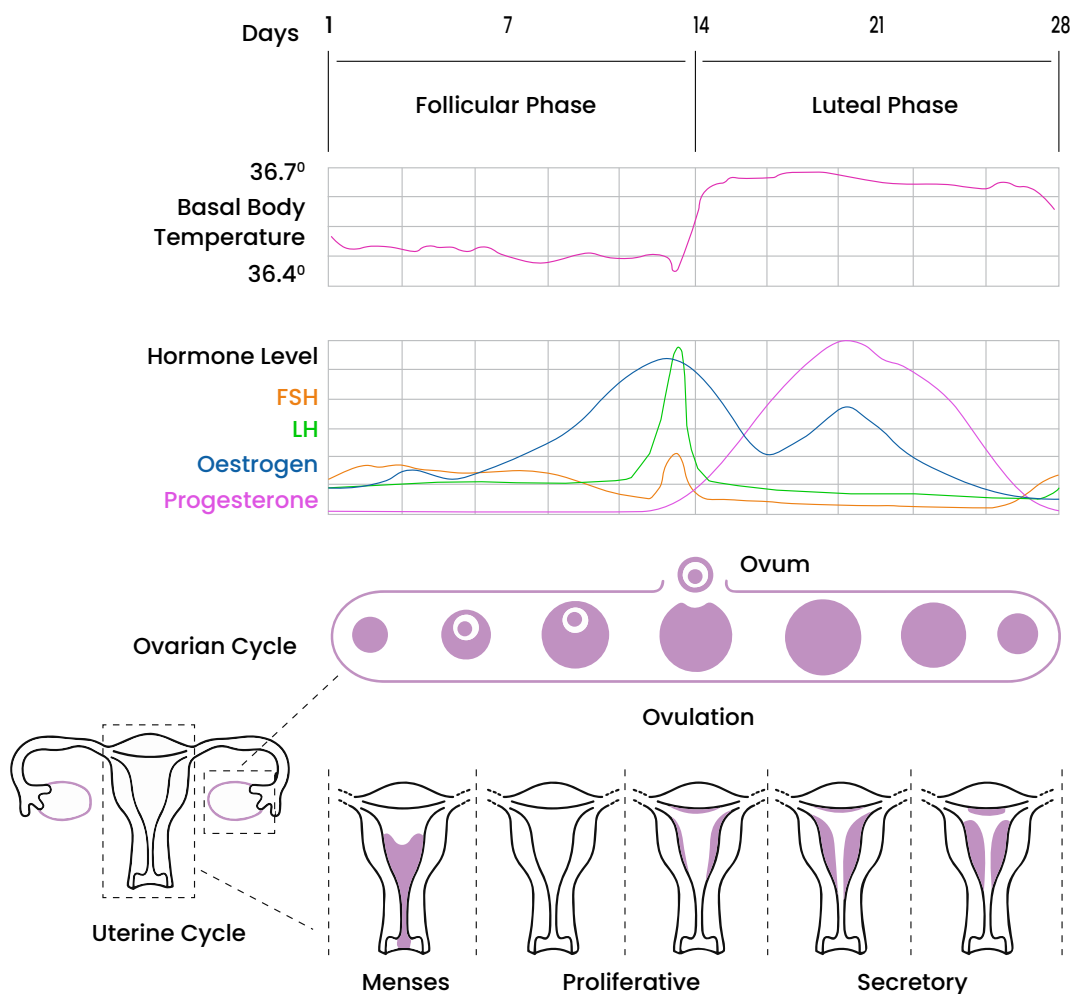 Days 1 7 14 21 28
Follicular Phase Luteal Phase
36.7⁰
Basal Body
Temperature
36.4⁰
Hormone Level
FSH
LH
Oestrogen
Progesterone
Ovum
Ovarian Cycle
Ovulation
Uterine Cycle
Menses Proliferative Secretory